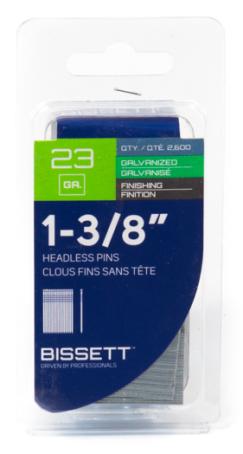 23
GA.
QTY. / QTÉ. 2,600
GALVANIZED
GALVANISÉ
FINISHING
FINITION
1-3/8”
HEADLESS PINS
CLOUS FINS SANS TÊTE
BISSETT™
DRIVEN BY PROFESSIONALS